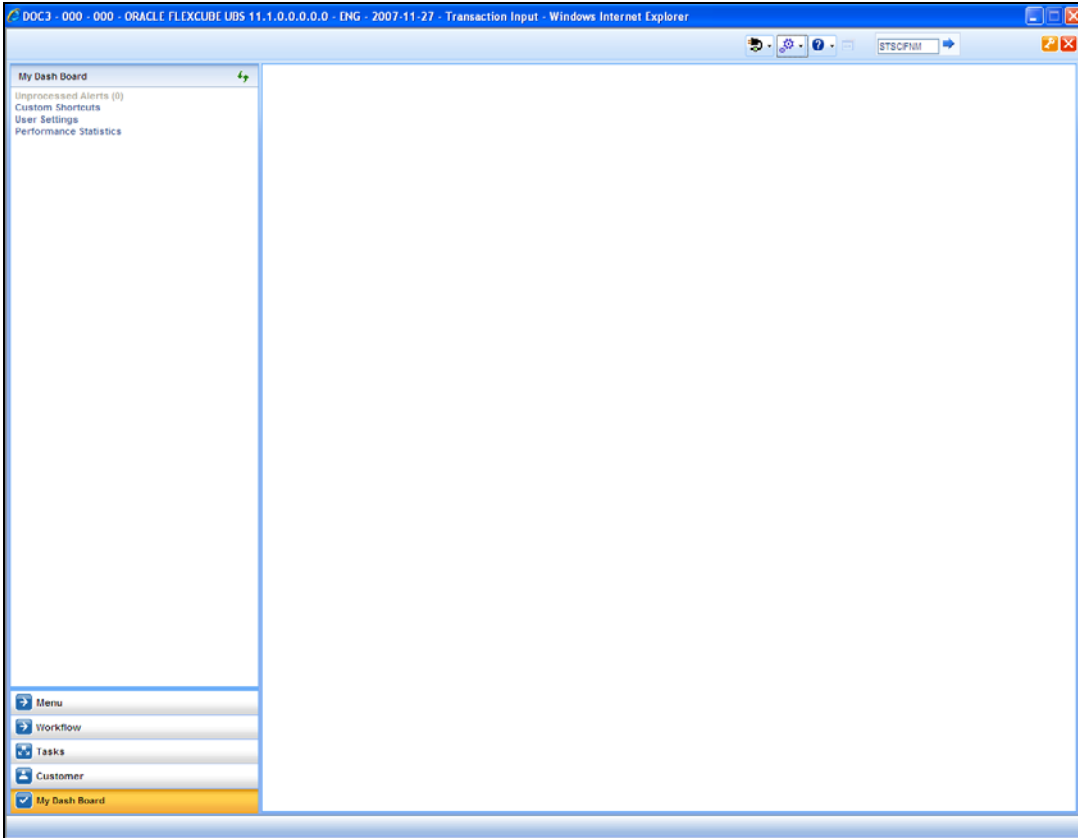 DOC3 - 000 - 000 - ORACLE FLEXCUBE UBS 11.1.0.0.0.0.0 - ENG - 2007-11-27 - Transaction Input - Windows Internet Explorer
STSCIFNM
My Dash Board
Unprocessed Alerts (0)
Custom Shortcuts
User Settings
Performance Statistics
Menu
Workflow
Tasks
Customer
My Dash Board